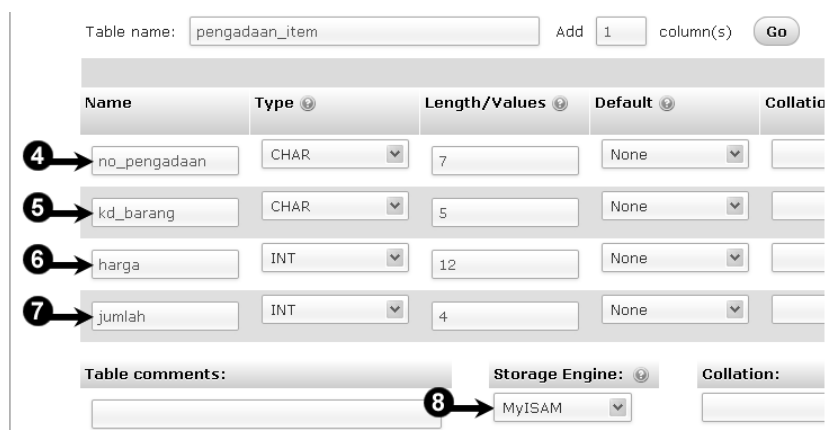 Table name: pengadaan_item Add 1 column(s) Go
Name Type Length/Values Default Collatio
4 no_pengadaan CHAR 7 None
5 kd_barang CHAR 5 None
6 harga INT 12 None
7 jumlah INT 4 None
Table comments: Storage Engine: Collation:
8 MyISAM